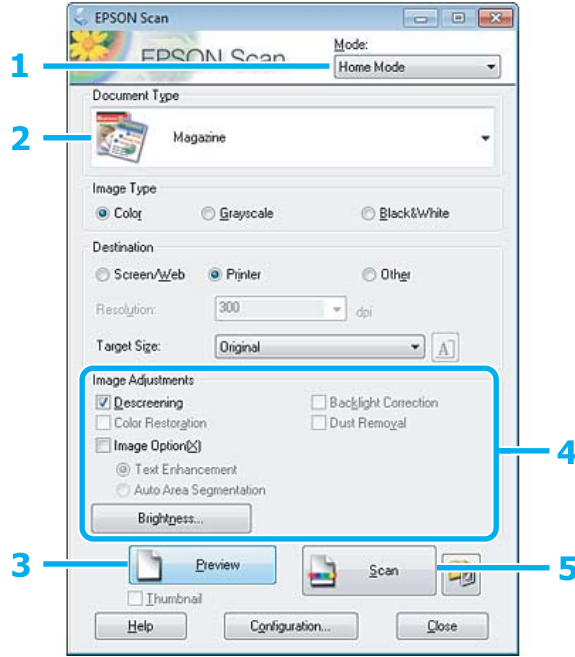 EPSON Scan
EPSON Scan
Mode:
1
Home Mode
Document Type
2
Magazine
Image Type
Color Grayscale Black&White
Destination
Screen/Web Printer Other
Resolution: 300 dpi
Target Size: Original A
Image Adjustments
Descreening Backlight Correction
Color Restoration Dust Removal
Image Option(X)
4
Text Enhancement
Auto Area Segmentation
Brightness...
3 Preview Scan 5
Thumbnail
Help Configuration... Close